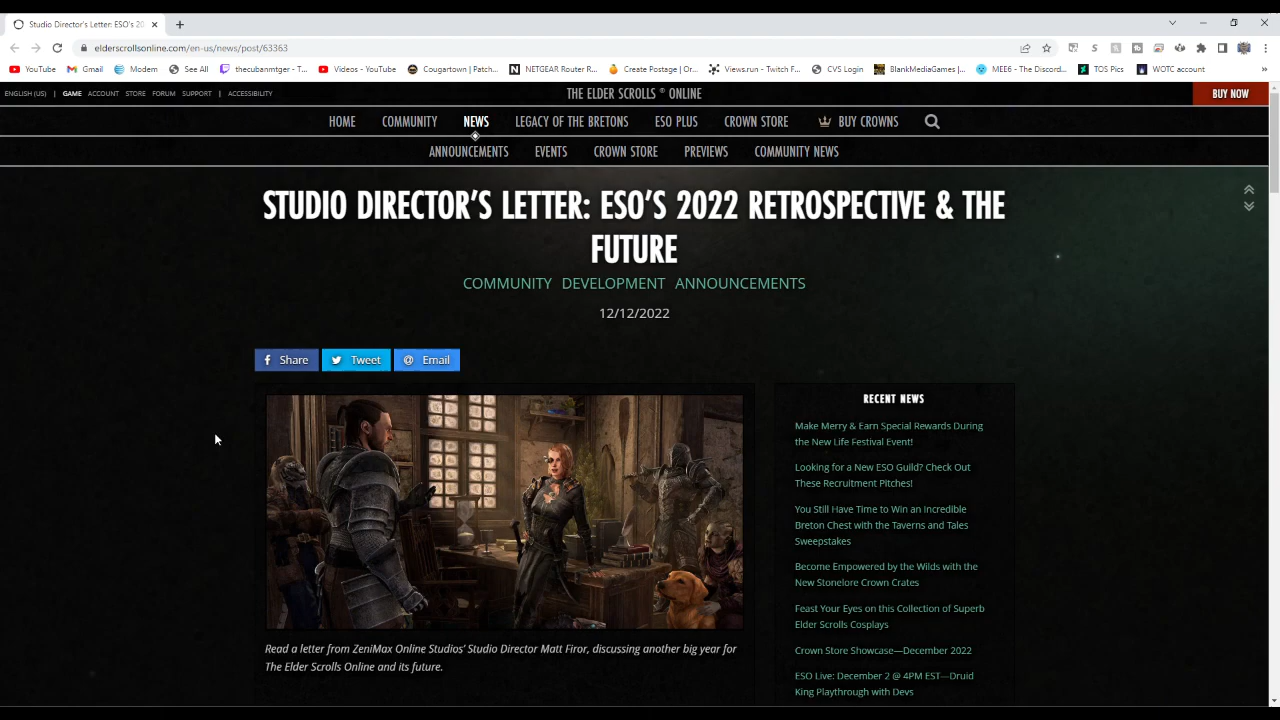 Studio Director's Letter: ESO's 20
elderscrollsonline.com/en-us/news/post/63363
YouTube Gmail Modem See All thecubanmtger - T... Videos - YouTube Cougartown | Patch... NETGEAR Router R... Create Postage | Or... Views.run - Twitch F... CVS Login BlankMediaGames |... MEE6 - The Discord... TOS Pics WOTC account »
ENGLISH (US) | GAME ACCOUNT STORE FORUM SUPPORT | ACCESSIBILITY THE ELDER SCROLLS ® ONLINE BUY NOW
HOME COMMUNITY NEWS LEGACY OF THE BRETONS ESO PLUS CROWN STORE BUY CROWNS
ANNOUNCEMENTS EVENTS CROWN STORE PREVIEWS COMMUNITY NEWS
STUDIO DIRECTOR'S LETTER: ESO'S 2022 RETROSPECTIVE & THE
FUTURE
COMMUNITY DEVELOPMENT ANNOUNCEMENTS
12/12/2022
Share Tweet @ Email
Read a letter from ZeniMax Online Studios' Studio Director Matt Firor, discussing another big year for
The Elder Scrolls Online and its future.
RECENT NEWS
Make Merry & Earn Special Rewards During
the New Life Festival Event!
Looking for a New ESO Guild? Check Out
These Recruitment Pitches!
You Still Have Time to Win an Incredible
Breton Chest with the Taverns and Tales
Sweepstakes
Become Empowered by the Wilds with the
New Stonelore Crown Crates
Feast Your Eyes on this Collection of Superb
Elder Scrolls Cosplays
Crown Store Showcase—December 2022
ESO Live: December 2 @ 4PM EST—Druid
King Playthrough with Devs